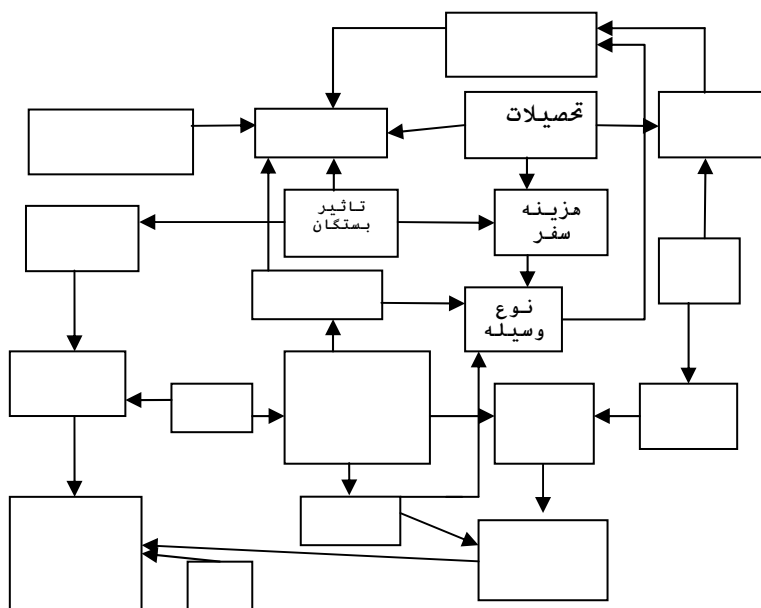 تحصیلات
تاثیر
بستگان
هزینه
سفر
نوع
وسیله